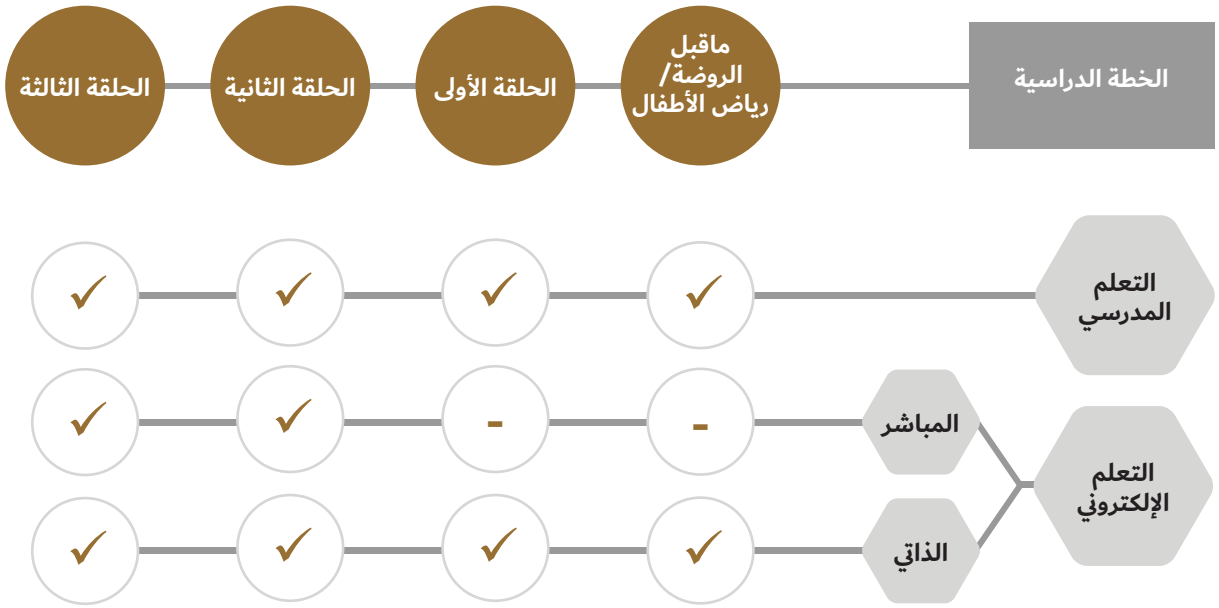 الخطة الدراسية
ماقبل
الروضة/
رياض الأطفال
الحلقة الأولى
الحلقة الثانية
الحلقة الثالثة
التعلم
المدرسي
✓ ✓ ✓ ✓
التعلم
الإلكتروني
المباشر
- - ✓ ✓
الذاتي
✓ ✓ ✓ ✓